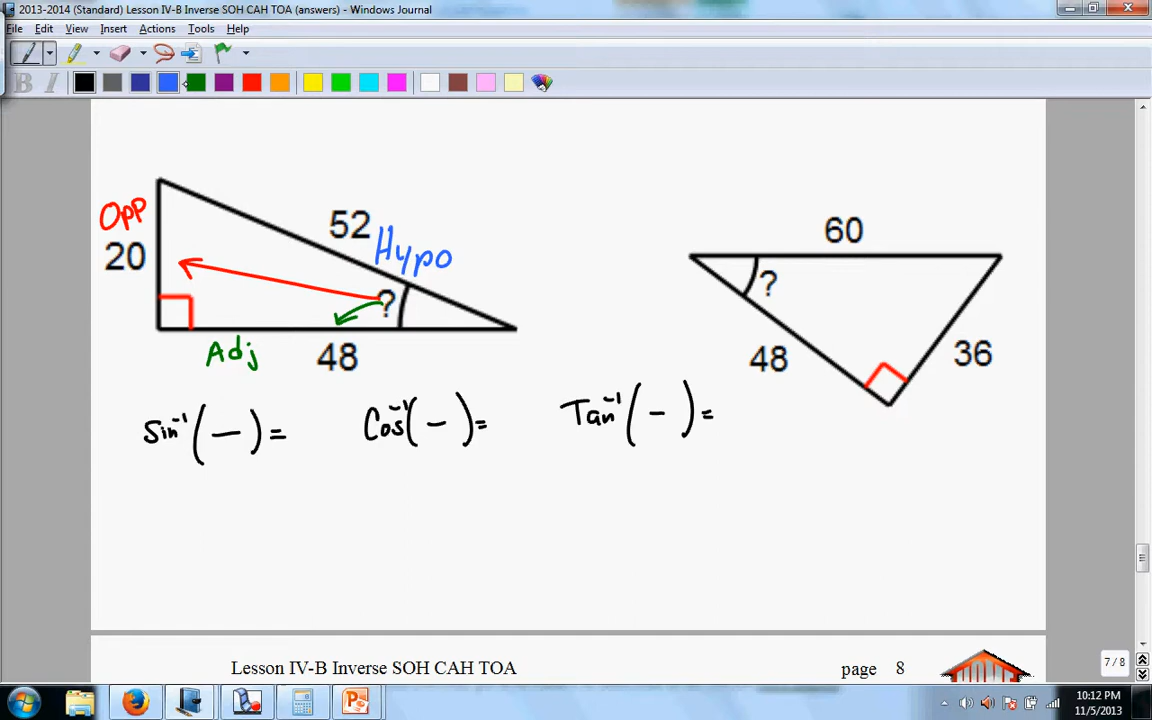 2013-2014 (Standard) Lesson IV-B Inverse SOH CAH TOA (answers) - Windows Journal
File Edit View Insert Actions Tools Help
B I
Opp
20
52
Hypo
?
Adj
48
60
?
48
36
Sin⁻¹(—)= Cos⁻¹(—)= Tan⁻¹(—)=
Lesson IV-B Inverse SOH CAH TOA page 8
7 / 8
10:12 PM
11/5/2013